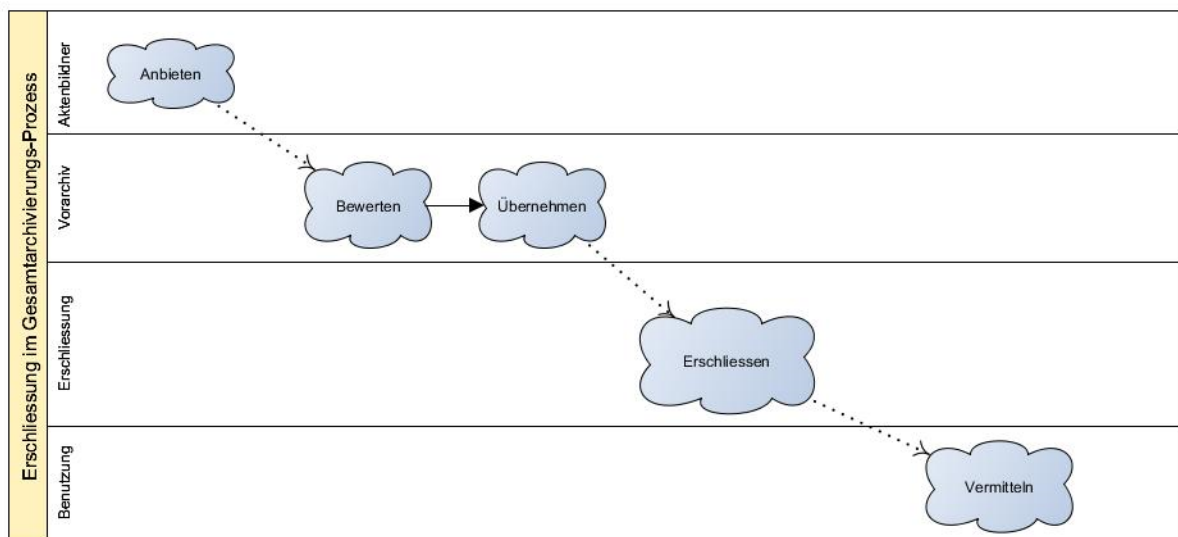 Erschliessung im Gesamtarchivierungs-Prozess
Aktenbildner
Anbieten
Vorarchiv
Bewerten
Übernehmen
Erschliessung
Erschliessen
Benutzung
Vermitteln